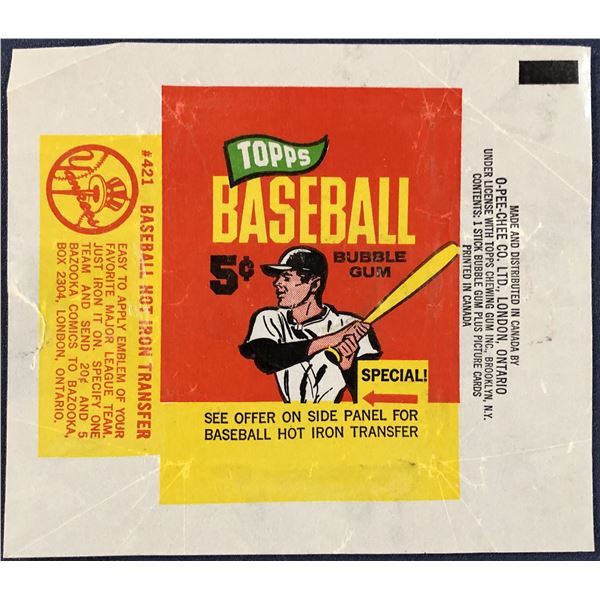 TOPPS
BASEBALL
5¢
BUBBLE
GUM
SPECIAL!
SEE OFFER ON SIDE PANEL FOR
BASEBALL HOT IRON TRANSFER
Yankees
#421 BASEBALL HOT IRON TRANSFER
EASY TO APPLY EMBLEM OF YOUR
FAVORITE MAJOR LEAGUE TEAM.
JUST IRON IT ON. SPECIFY ONE
TEAM AND SEND 20¢ AND 5
BAZOOKA COMICS TO BAZOOKA,
BOX 2304, LONDON, ONTARIO.
MADE AND DISTRIBUTED IN CANADA BY
O-PEE-CHEE CO. LTD., LONDON, ONTARIO
UNDER LICENSE WITH TOPPS CHEWING GUM INC., BROOKLYN, N.Y.
CONTENTS: 1 STICK BUBBLE GUM PLUS PICTURE CARDS
PRINTED IN CANADA